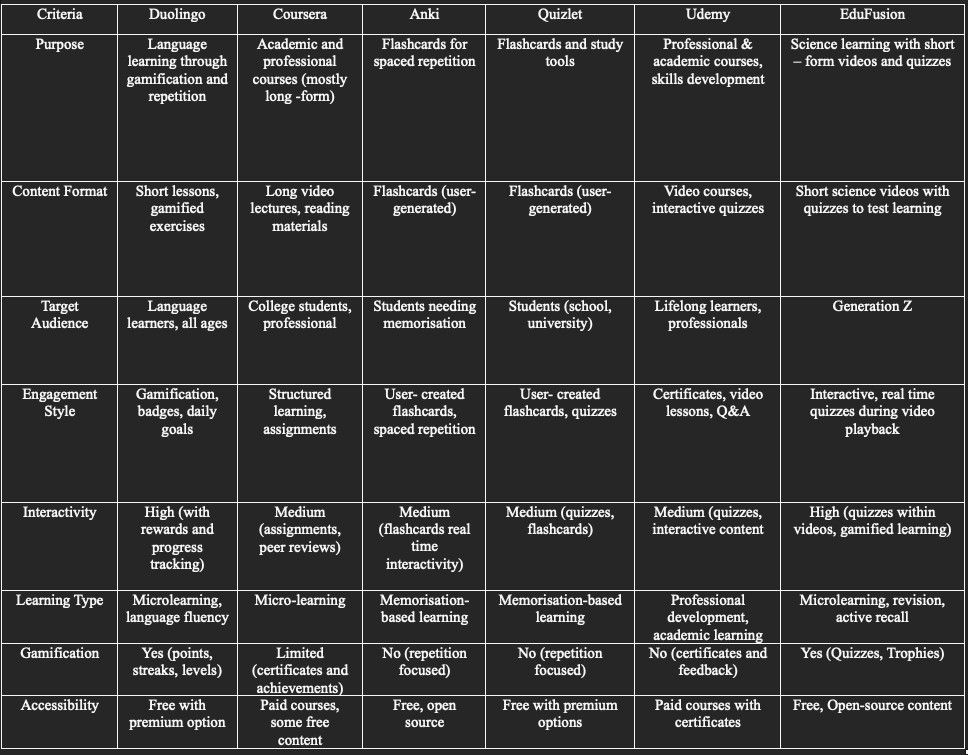 Criteria Duolingo Coursera Anki Quizlet Udemy EduFusion
Purpose Language Academic and Flashcards for Flashcards and study Professional & Science learning with short
learning through professional spaced repetition tools academic courses, – form videos and quizzes
gamification and courses (mostly skills development
repetition long -form)
Content Format Short lessons, Long video Flashcards (user- Flashcards (user- Video courses, Short science videos with
gamified lectures, reading generated) generated) interactive quizzes quizzes to test learning
exercises materials
Target Language College students, Students needing Students (school, Lifelong learners, Generation Z
Audience learners, all ages professional memorisation university) professionals
Engagement Gamification, Structured User- created User- created Certificates, video Interactive, real time
Style badges, daily learning, flashcards, flashcards, quizzes lessons, Q&A quizzes during video
goals assignments spaced repetition playback
Interactivity High (with Medium Medium Medium (quizzes, Medium (quizzes, High (quizzes within
rewards and (assignments, (flashcards real flashcards) interactive content videos, gamified learning)
progress peer reviews) time
tracking) interactivity)
Learning Type Microlearning, Micro-learning Memorisation- Memorisation-based Professional Microlearning, revision,
language fluency based learning learning development, active recall
academic learning
Gamification Yes (points, Limited No (repetition No (repetition No (certificates and Yes (Quizzes, Trophies)
streaks, levels) (certificates and focused) focused) feedback)
achievements)
Accessibility Free with Paid courses, Free, open Free with premium Paid courses with Free, Open-source content
premium option some free source options certificates
content